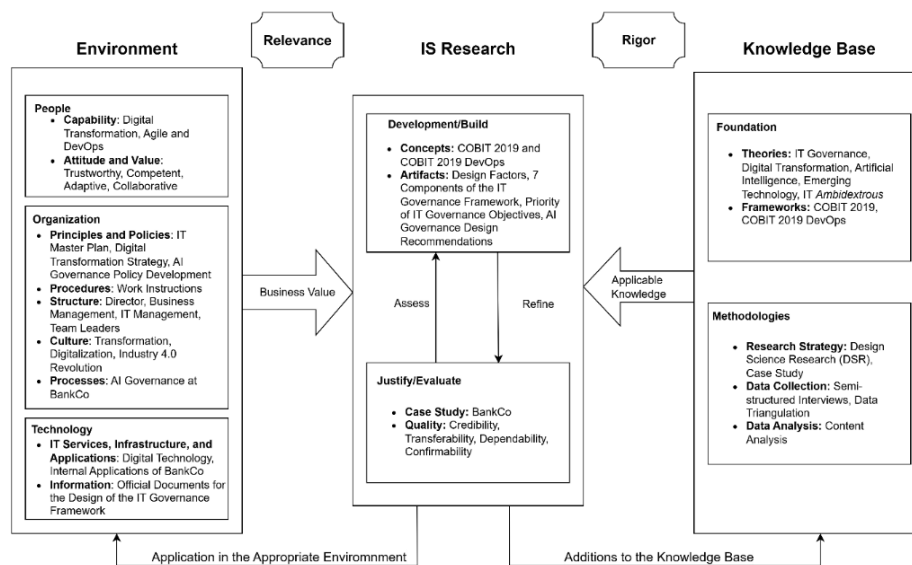 Environment
Relevance
IS Research
Rigor
Knowledge Base
People
• Capability: Digital
Transformation, Agile and
DevOps
• Attitude and Value:
Trustworthy, Competent,
Adaptive, Collaborative
Organization
• Principles and Policies: IT
Master Plan, Digital
Transformation Strategy, AI
Governance Policy Development
• Procedures: Work Instructions
• Structure: Director, Business
Management, IT Management,
Team Leaders
• Culture: Transformation,
Digitalization, Industry 4.0
Revolution
• Processes: AI Governance at
BankCo
Technology
• IT Services, Infrastructure, and
Applications: Digital Technology,
Internal Applications of BankCo
• Information: Official Documents for
the Design of the IT Governance
Framework
Business Value
Development/Build
• Concepts: COBIT 2019 and
COBIT 2019 DevOps
• Artifacts: Design Factors, 7
Components of the IT
Governance Framework, Priority
of IT Governance Objectives, AI
Governance Design
Recommendations
Assess
Refine
Justify/Evaluate
• Case Study: BankCo
• Quality: Credibility,
Transferability, Dependability,
Confirmability
Applicable
Knowledge
Foundation
• Theories: IT Governance,
Digital Transformation, Artificial
Intelligence, Emerging
Technology, IT Ambidextrous
• Frameworks: COBIT 2019,
COBIT 2019 DevOps
Methodologies
• Research Strategy: Design
Science Research (DSR),
Case Study
• Data Collection: Semi-
structured Interviews, Data
Triangulation
• Data Analysis: Content
Analysis
Application in the Appropriate Enviromnment
Additions to the Knowledge Base